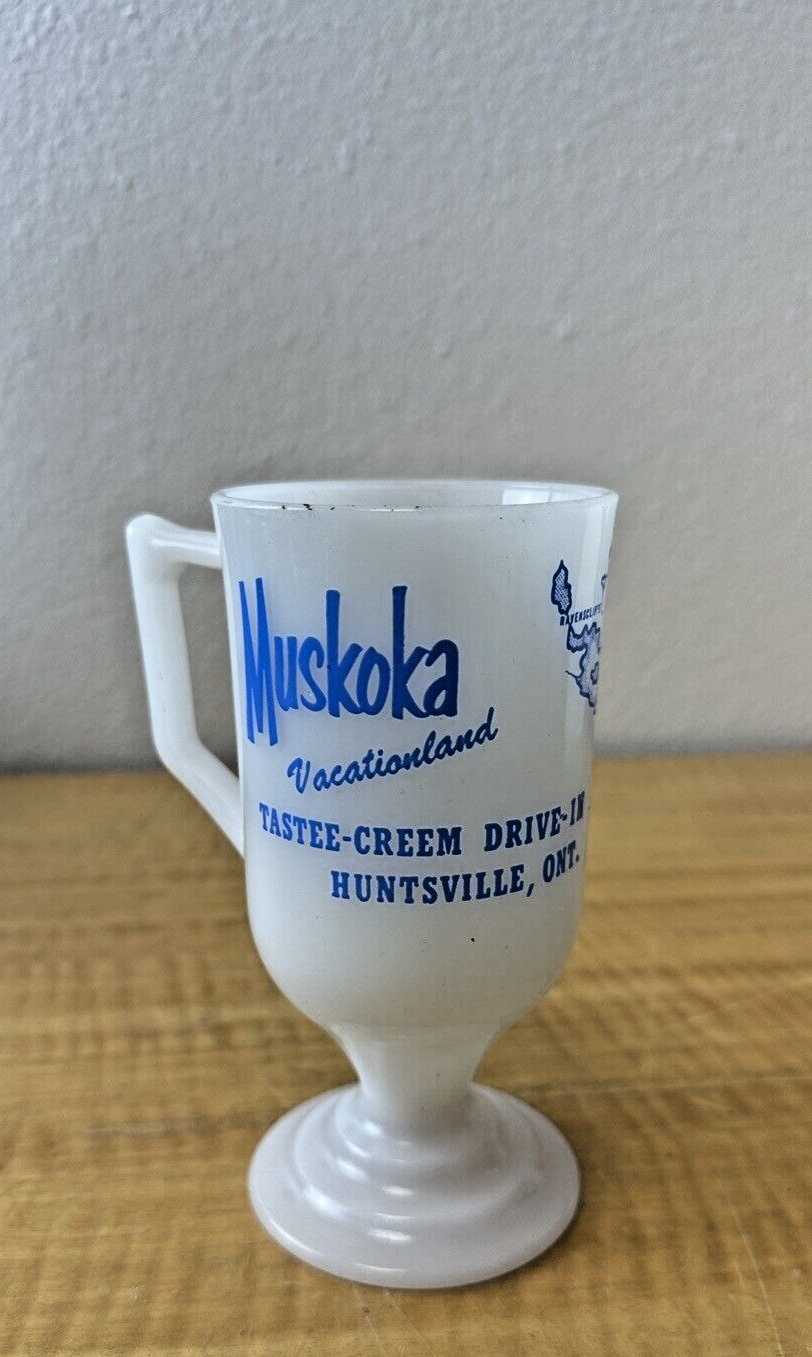 Muskoka
Vacationland
TASTEE-CREEM DRIVE-IN
HUNTSVILLE, ONT.